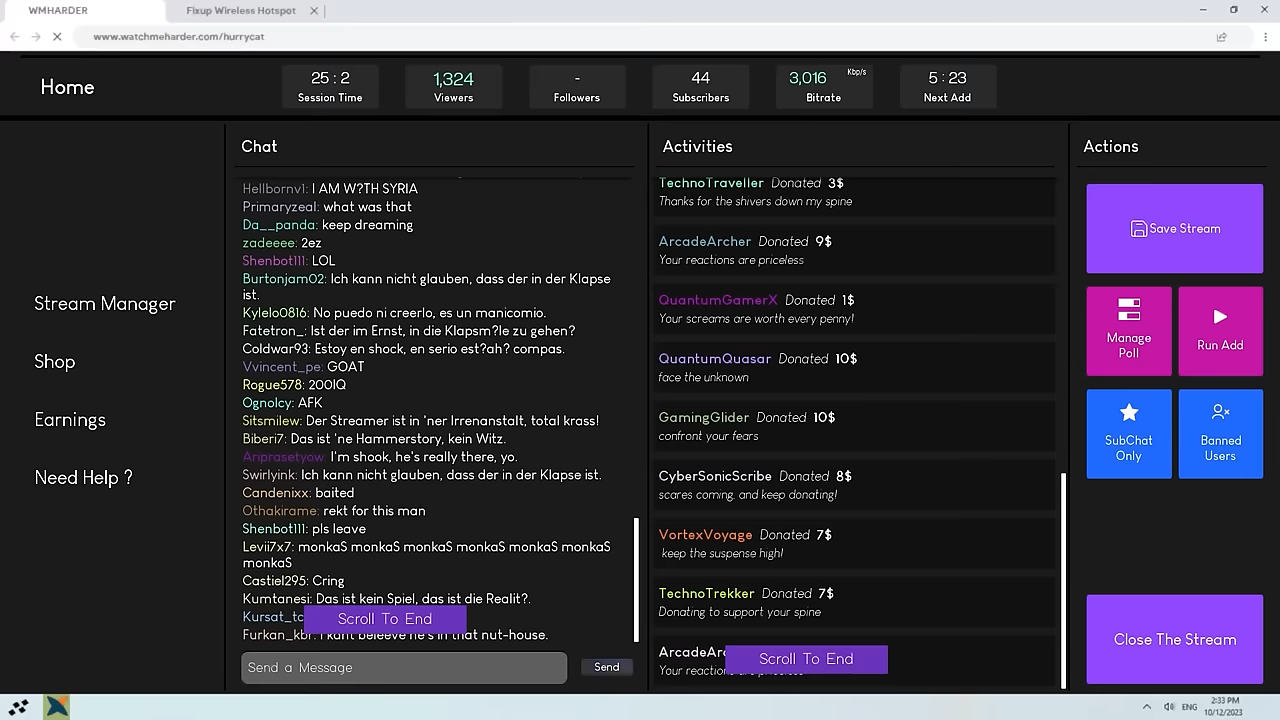 WMHARDER
Fixup Wireless Hotspot
www.watchmeharder.com/hurrycat
Home
25 : 2
Session Time
1,324
Viewers
-
Followers
44
Subscribers
3,016 Kbp/s
Bitrate
5 : 23
Next Add
Stream Manager
Shop
Earnings
Need Help ?
Chat
Hellbornv1: I AM W?TH SYRIA
Primaryzeal: what was that
Da__panda: keep dreaming
zadeeee: 2ez
Shenbot111: LOL
Burtonjam02: Ich kann nicht glauben, dass der in der Klapse
ist.
Kylelo0816: No puedo ni creerlo, es un manicomio.
Fatetron_: Ist der im Ernst, in die Klapsm?le zu gehen?
Coldwar93: Estoy en shock, en serio est?ah? compas.
Vvincent_pe: GOAT
Rogue578: 200IQ
Ognolcy: AFK
Sitsmilew: Der Streamer ist in 'ner Irrenanstalt, total krass!
Biberi7: Das ist 'ne Hammerstory, kein Witz.
Ariprasetyow: I'm shook, he's really there, yo.
Swirlyink: Ich kann nicht glauben, dass der in der Klapse ist.
Candenixx: baited
Othakirame: rekt for this man
Shenbot111: pls leave
Levii7x7: monkaS monkaS monkaS monkaS monkaS monkaS
monkaS
Castiel295: Cring
Kumtanesi: Das ist kein Spiel, das ist die Realit?.
Kursat_tc
Scroll To End
Furkan_kbr: I kant beleeve he's in that nut-house.
Send a Message
Send
Activities
TechnoTraveller Donated 3$
Thanks for the shivers down my spine
ArcadeArcher Donated 9$
Your reactions are priceless
QuantumGamerX Donated 1$
Your screams are worth every penny!
QuantumQuasar Donated 10$
face the unknown
GamingGlider Donated 10$
confront your fears
CyberSonicScribe Donated 8$
scares coming, and keep donating!
VortexVoyage Donated 7$
keep the suspense high!
TechnoTrekker Donated 7$
Donating to support your spine
ArcadeArc
Scroll To End
Your reactions are priceless
Actions
Save Stream
Manage
Poll
Run Add
SubChat
Only
Banned
Users
Close The Stream
ENG
2:33 PM
10/12/2023